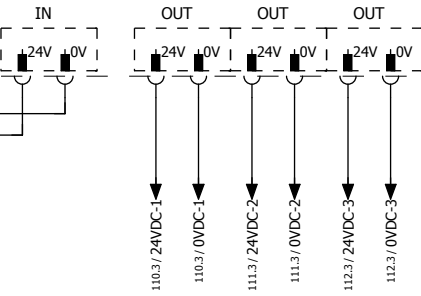 IN OUT OUT OUT
24V 0V 24V 0V 24V 0V 24V 0V
110.3 / 24VDC-1
110.3 / 0VDC-1
111.3 / 24VDC-2
111.3 / 0VDC-2
112.3 / 24VDC-3
112.3 / 0VDC-3